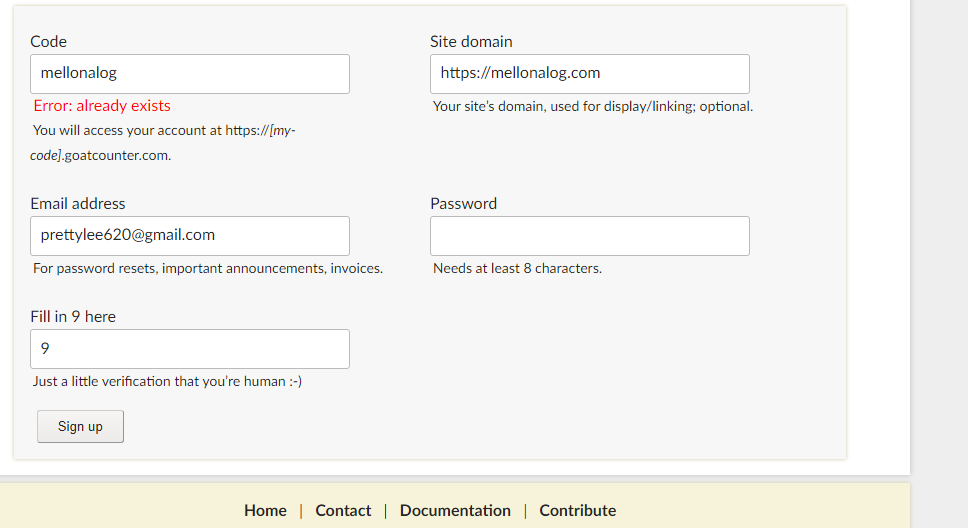 Code
Site domain
mellonalog
https://mellonalog.com
Error: already exists
Your site's domain, used for display/linking; optional.
You will access your account at https://[my-
code].goatcounter.com.
Email address
Password
prettylee620@gmail.com
For password resets, important announcements, invoices.
Needs at least 8 characters.
Fill in 9 here
9
Just a little verification that you're human :-)
Sign up
Home | Contact | Documentation | Contribute